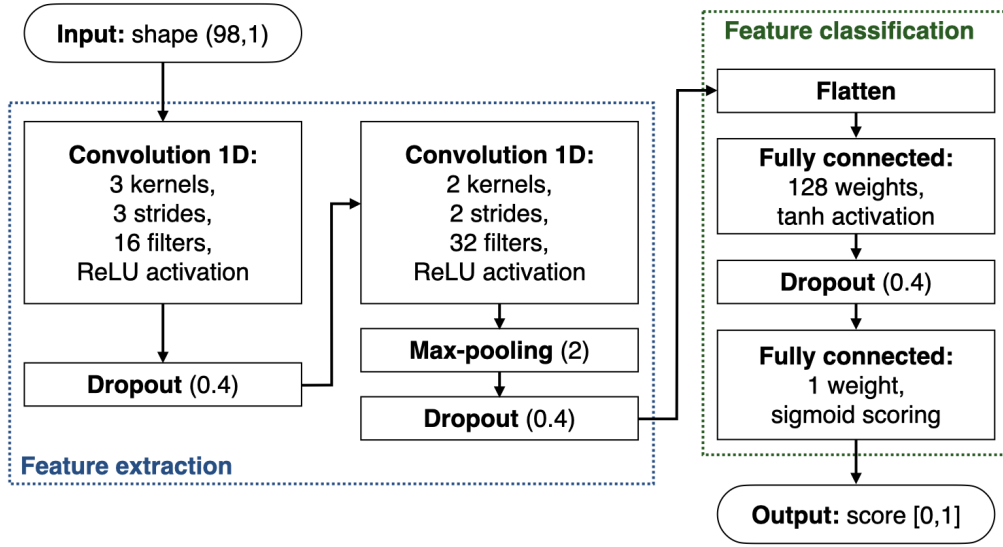 Input: shape (98,1)
Convolution 1D:
3 kernels,
3 strides,
16 filters,
ReLU activation
Dropout (0.4)
Convolution 1D:
2 kernels,
2 strides,
32 filters,
ReLU activation
Max-pooling (2)
Dropout (0.4)
Feature extraction
Feature classification
Flatten
Fully connected:
128 weights,
tanh activation
Dropout (0.4)
Fully connected:
1 weight,
sigmoid scoring
Output: score [0,1]